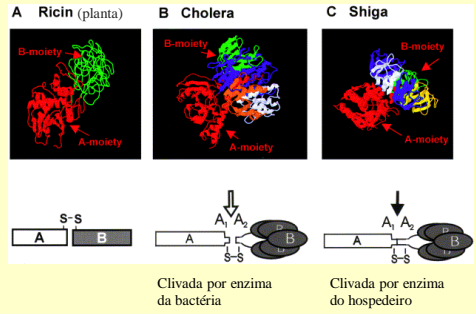 A Ricin (planta)
B Cholera
C Shiga
B-moiety
A-moiety
B-moiety
A-moiety
B-moiety
A-moiety
S-S
A B
A1 A2
A
S-S
B
A1 A2
A
S-S
B
Clivada por enzima
da bactéria
Clivada por enzima
do hospedeiro